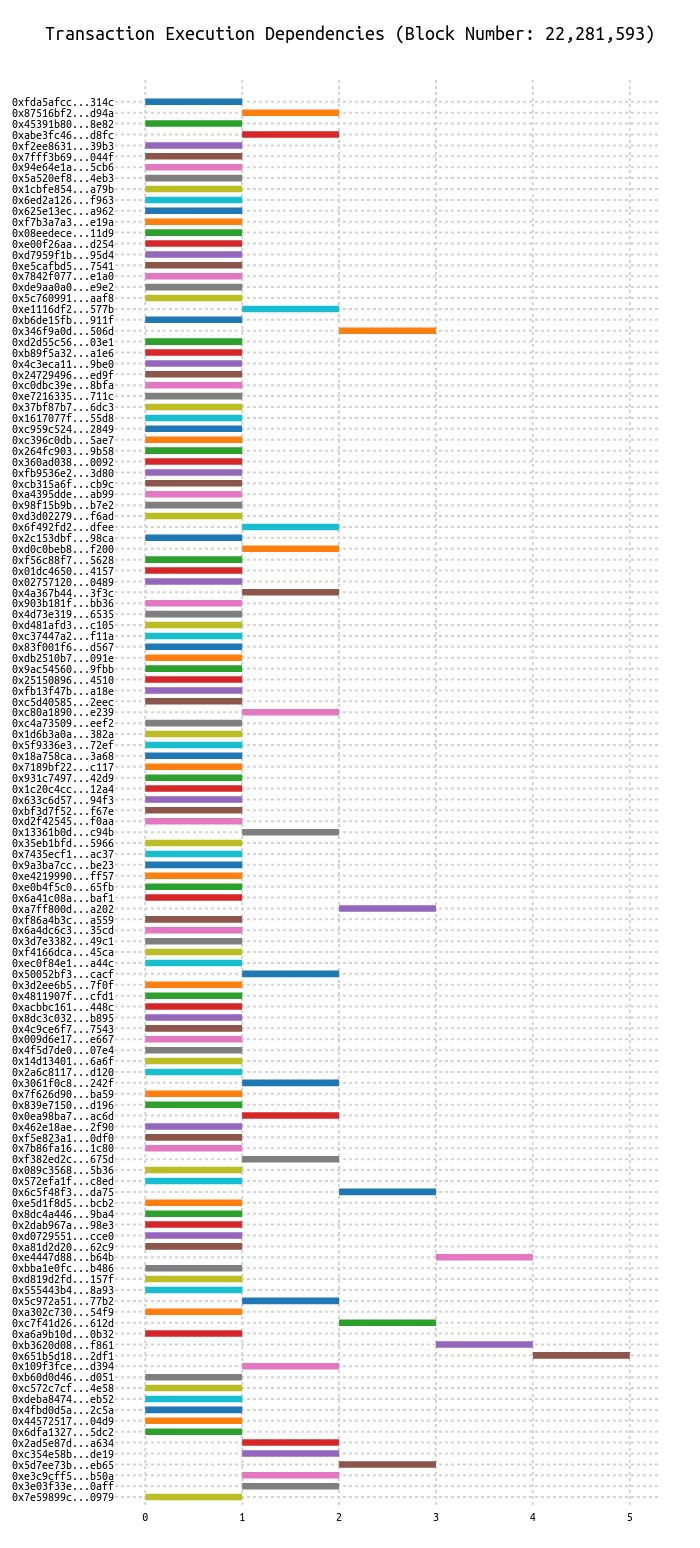 Transaction Execution Dependencies (Block Number: 22,281,593)
0xfda5afcc...314c
0x87516bf2...d94a
0x45391b80...8e82
0xabe3fc46...d8fc
0xf2ee8631...39b3
0x7fff3b69...044f
0x94e64e1a...5cb6
0x5a520ef8...4eb3
0x1cbfe854...a79b
0x6ed2a126...f963
0x625e13ec...a962
0xf7b3a7a3...e19a
0x08eedece...11d9
0xe00f26aa...d254
0xd7959f1b...95d4
0xe5cafbd5...7541
0x7842f077...e1a0
0xde9aa0a0...e9e2
0x5c760991...aaf8
0xe1116df2...577b
0xb6de15fb...911f
0x346f9a0d...506d
0xd2d55c56...03e1
0xb89f5a32...a1e6
0x4c3eca11...9be0
0x24729496...ed9f
0xc0dbc39e...8bfa
0xe7216335...711c
0x37bf87b7...6dc3
0x1617077f...55d8
0xc959c524...2849
0xc396c0db...5ae7
0x264fc903...9b58
0x360ad038...0092
0xfb9536e2...3d80
0xcb315a6f...cb9c
0xa4395dde...ab99
0x98f15b9b...b7e2
0xd3d02279...f6ad
0x6f492fd2...dfee
0x2c153dbf...98ca
0xd0c0beb8...f200
0xf56c88f7...5628
0x01dc4650...4157
0x02757120...0489
0x4a367b44...3f3c
0x903b181f...bb36
0x4d73e319...6535
0xd481afd3...c105
0xc37447a2...f11a
0x83f001f6...d567
0xdb2510b7...091e
0x9ac54560...9fbb
0x25150896...4510
0xfb13f47b...a18e
0xc5d40585...2eec
0xc80a1890...e239
0xc4a73509...eef2
0x1d6b3a0a...382a
0x5f9336e3...72ef
0x18a758ca...3a68
0x7189bf22...c117
0x931c7497...42d9
0x1c20c4cc...12a4
0x633c6d57...94f3
0xbf3d7f52...f67e
0xd2f42545...f0aa
0x13361b0d...c94b
0x35eb1bfd...5966
0x7435ecf1...ac37
0x9a3ba7cc...be23
0xe4219990...ff57
0xe0b4f5c0...65fb
0x6a41c08a...baf1
0xa7ff800d...a202
0xf86a4b3c...a559
0x6a4dc6c3...35cd
0x3d7e3382...49c1
0xf4166dca...45ca
0xec0f84e1...a44c
0x50052bf3...cacf
0x3d2ee6b5...7f0f
0x4811907f...cfd1
0xacbbc161...448c
0x8dc3c032...b895
0x4c9ce6f7...7543
0x009d6e17...e667
0x4f5d7de0...07e4
0x14d13401...6a6f
0x2a6c8117...d120
0x3061f0c8...242f
0x7f626d90...ba59
0x839e7150...d196
0x0ea98ba7...ac6d
0x462e18ae...2f90
0xf5e823a1...0df0
0x7b86fa16...1c80
0xf382ed2c...675d
0x089c3568...5b36
0x572efa1f...c8ed
0x6c5f48f3...da75
0xe5d1f8d5...bcb2
0x8dc4a446...9ba4
0x2dab967a...98e3
0xd0729551...cce0
0xa81d2d20...62c9
0xe4447d88...b64b
0xbba1e0fc...b486
0xd819d2fd...157f
0x555443b4...8a93
0x5c972a51...77b2
0xa302c730...54f9
0xc7f41d26...612d
0xa6a9b10d...0b32
0xb3620d08...f861
0x651b5d18...2df1
0x109f3fce...d394
0xb60d0d46...d051
0xc572c7cf...4e58
0xdeba8474...eb52
0x4fbd0d5a...2c5a
0x44572517...04d9
0x6dfa1327...5dc2
0x2ad5e87d...a634
0xc354e58b...de19
0x5d7ee73b...eb65
0xe3c9cff5...b50a
0x3e03f33e...0aff
0x7e59899c...0979
0 1 2 3 4 5